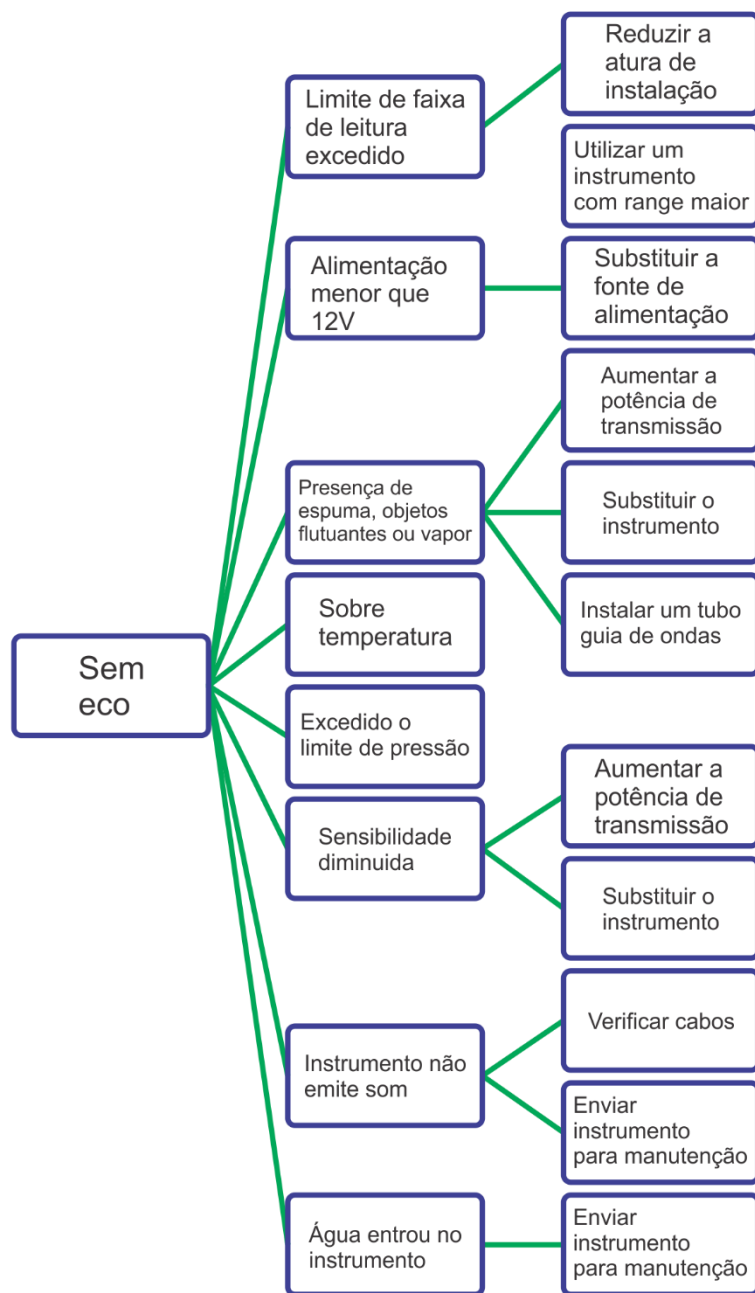 Sem
eco
Limite de faixa
de leitura
excedido
Reduzir a
atura de
instalação
Utilizar um
instrumento
com range maior
Alimentação
menor que
12V
Substituir a
fonte de
alimentação
Presença de
espuma, objetos
flutuantes ou vapor
Aumentar a
potência de
transmissão
Substituir o
instrumento
Instalar um tubo
guia de ondas
Sobre
temperatura
Excedido o
limite de pressão
Sensibilidade
diminuida
Aumentar a
potência de
transmissão
Substituir o
instrumento
Instrumento não
emite som
Verificar cabos
Enviar
instrumento
para manutenção
Água entrou no
instrumento
Enviar
instrumento
para manutenção